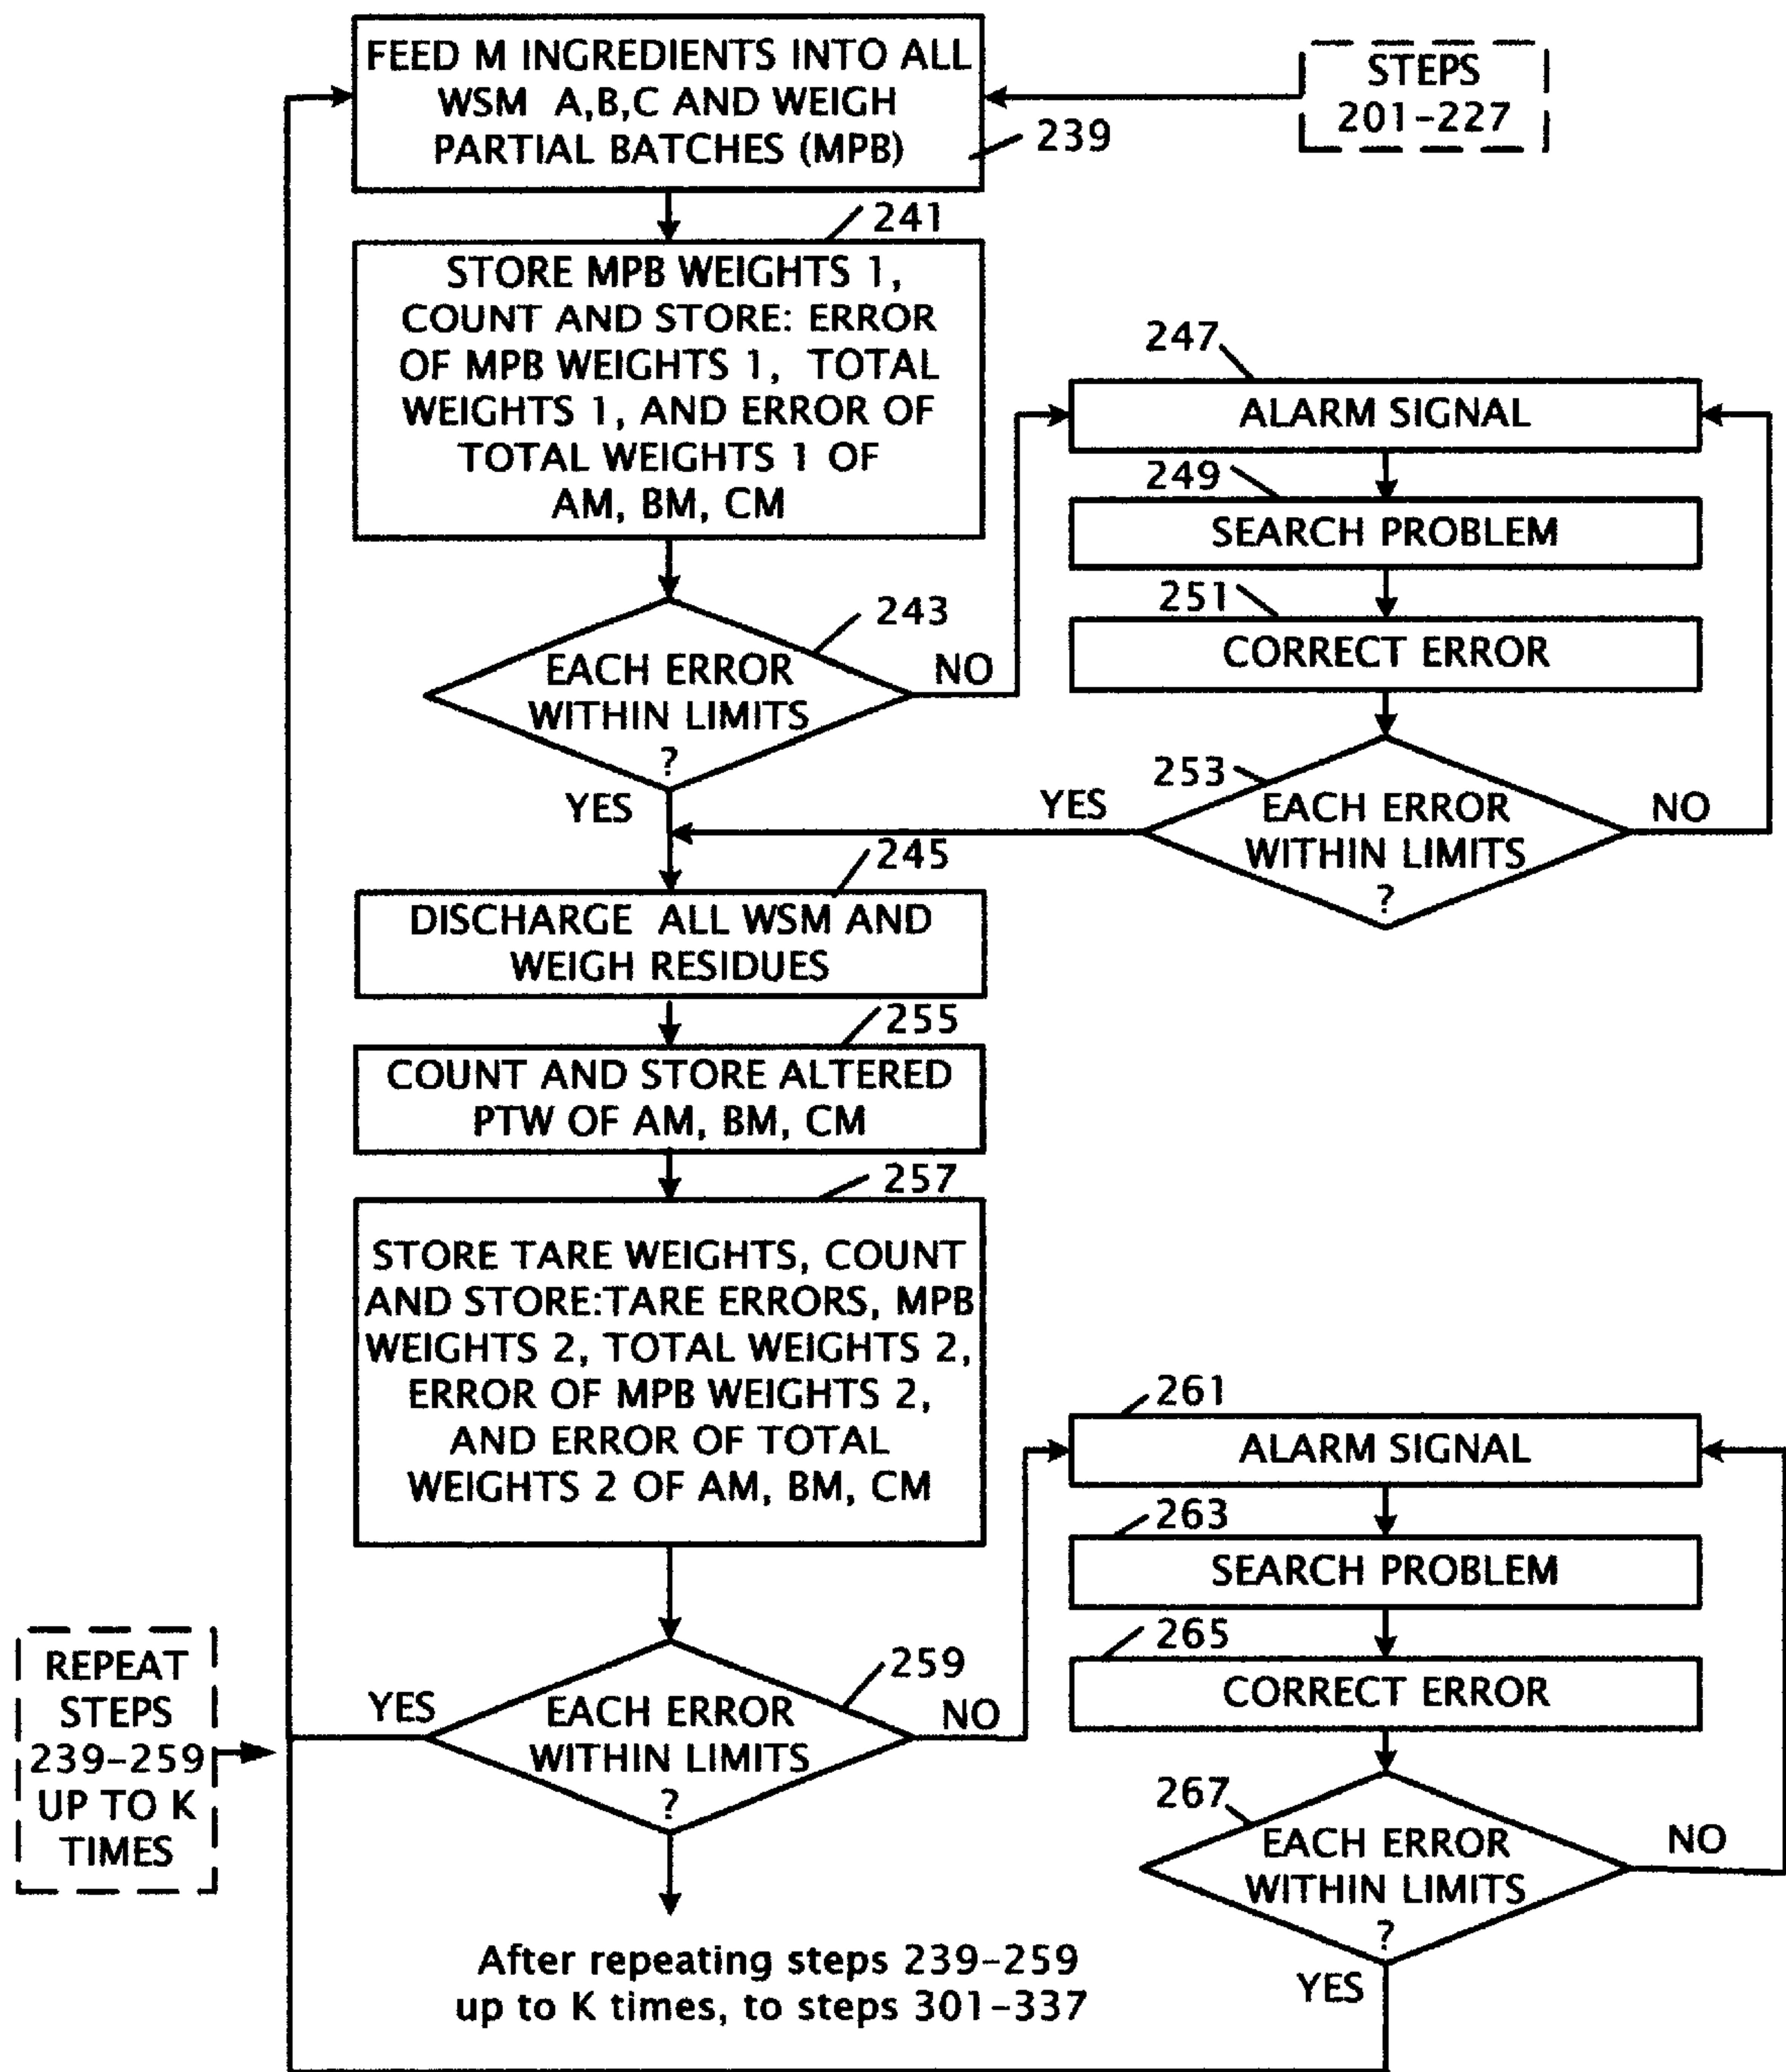 FEED M INGREDIENTS INTO ALL
WSM A,B,C AND WEIGH
PARTIAL BATCHES (MPB)
239
STEPS
201-227
241
STORE MPB WEIGHTS 1,
COUNT AND STORE: ERROR
OF MPB WEIGHTS 1, TOTAL
WEIGHTS 1, AND ERROR OF
TOTAL WEIGHTS 1 OF
AM, BM, CM
247
ALARM SIGNAL
249
SEARCH PROBLEM
251
CORRECT ERROR
243
EACH ERROR
WITHIN LIMITS
?
NO
YES
253
EACH ERROR
WITHIN LIMITS
?
YES
NO
245
DISCHARGE ALL WSM AND
WEIGH RESIDUES
255
COUNT AND STORE ALTERED
PTW OF AM, BM, CM
257
STORE TARE WEIGHTS, COUNT
AND STORE:TARE ERRORS, MPB
WEIGHTS 2, TOTAL WEIGHTS 2,
ERROR OF MPB WEIGHTS 2,
AND ERROR OF TOTAL
WEIGHTS 2 OF AM, BM, CM
261
ALARM SIGNAL
263
SEARCH PROBLEM
265
CORRECT ERROR
REPEAT
STEPS
239-259
UP TO K
TIMES
YES
259
EACH ERROR
WITHIN LIMITS
?
NO
267
EACH ERROR
WITHIN LIMITS
?
NO
YES
After repeating steps 239-259
up to K times, to steps 301-337